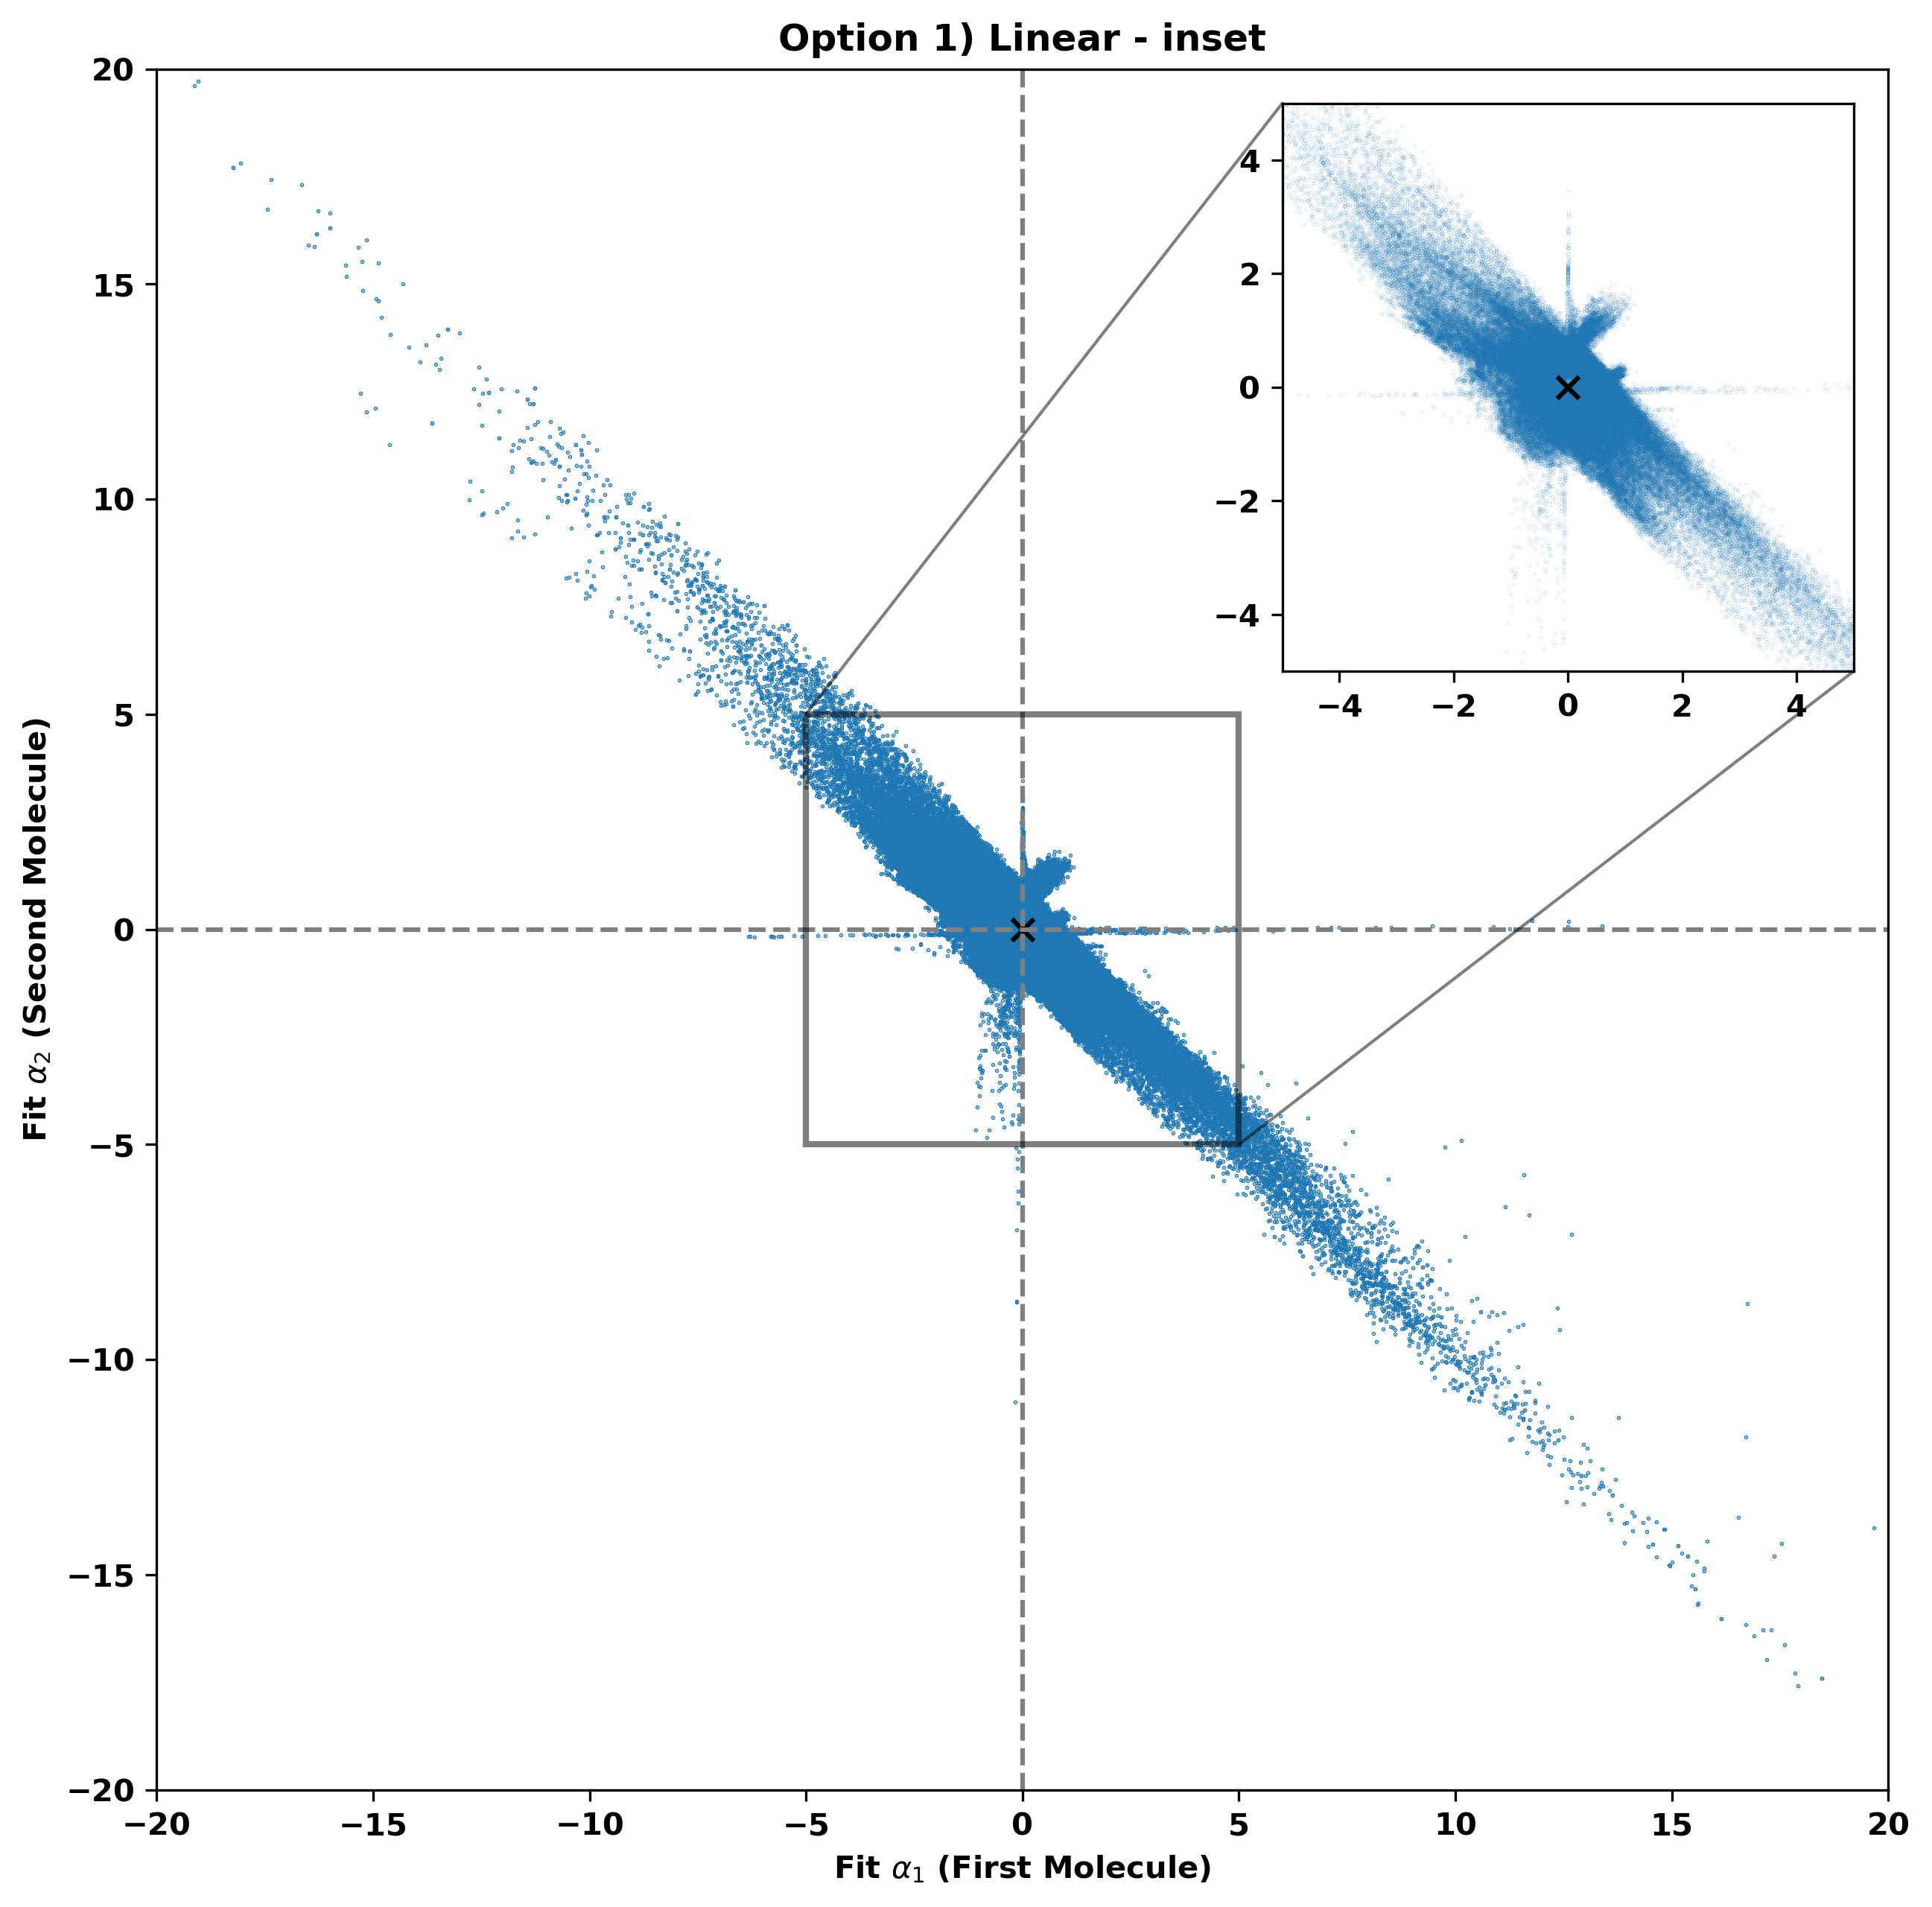 Option 1) Linear - inset
20
15
10
5
0
−5
−10
−15
−20
Fit α₂ (Second Molecule)
4
2
0
−2
−4
−4 −2 0 2 4
−20 −15 −10 −5 0 5 10 15 20
Fit α₁ (First Molecule)